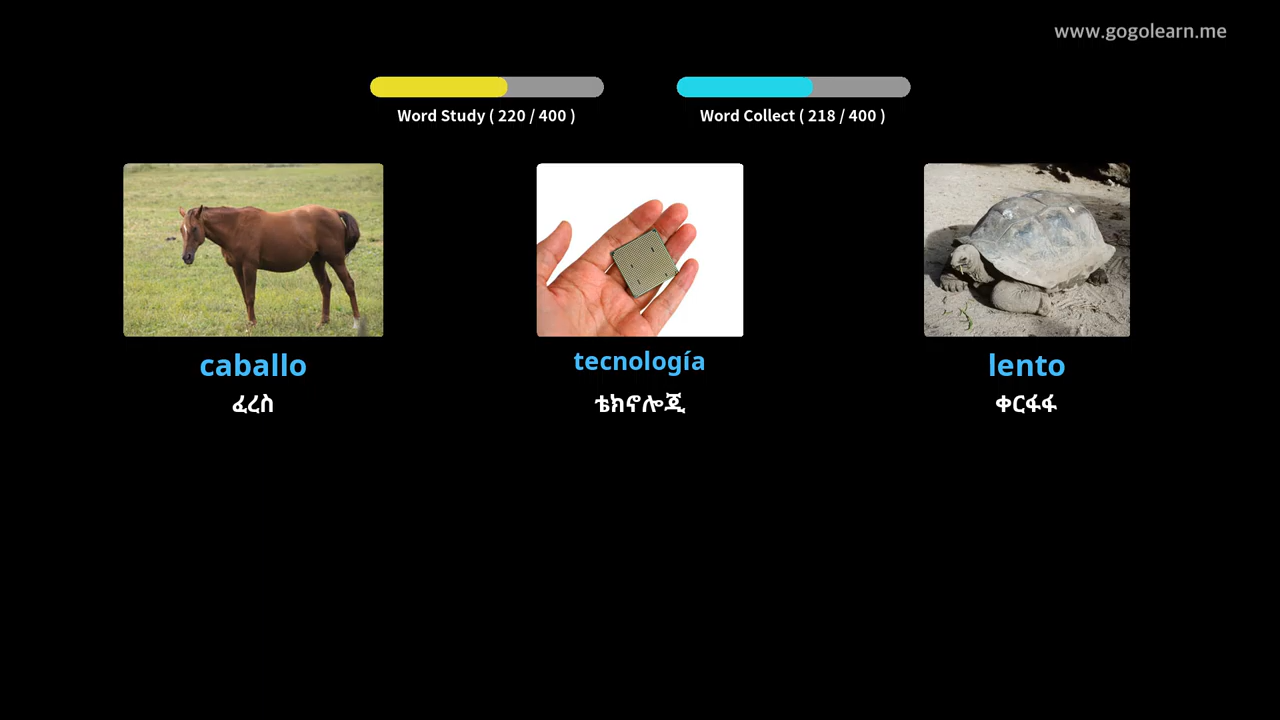 www.gogolearn.me
Word Study ( 220 / 400 )
Word Collect ( 218 / 400 )
caballo
ፈረስ
tecnología
ቴክኖሎጂ
lento
ቀርፋፋ